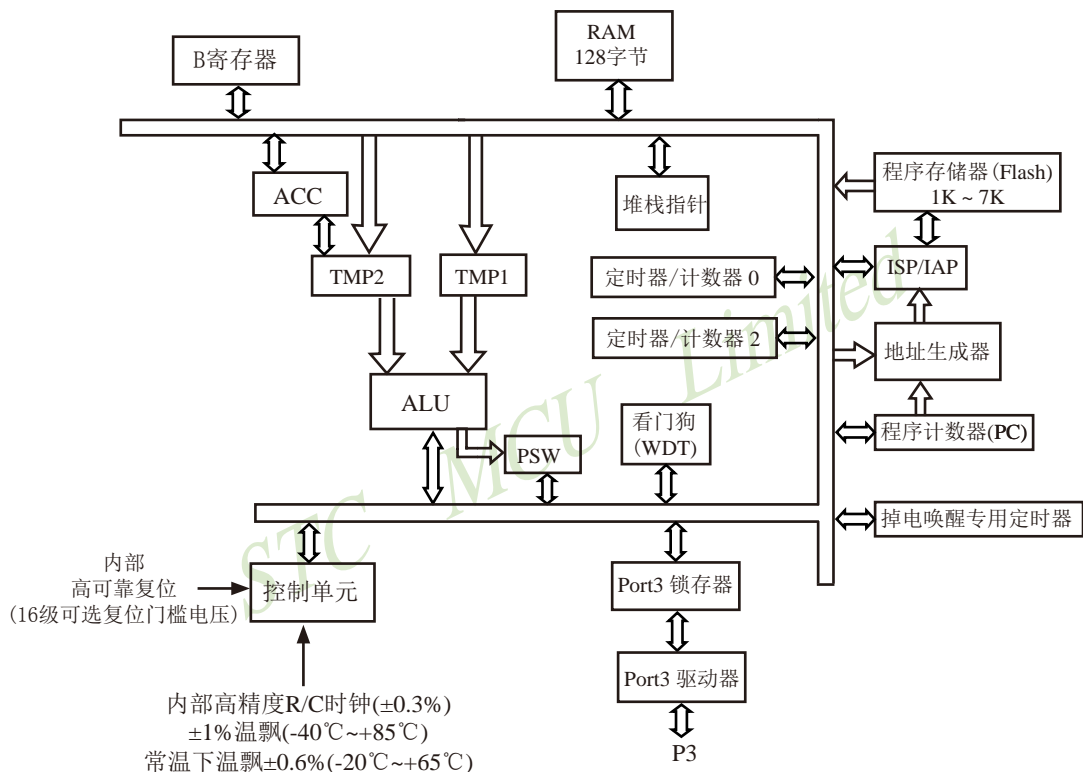 B寄存器
RAM
128字节
ACC
堆栈指针
程序存储器(Flash)
1K ~ 7K
TMP2
TMP1
定时器/计数器 0
ISP/IAP
定时器/计数器 2
地址生成器
ALU
看门狗
(WDT)
程序计数器(PC)
PSW
掉电唤醒专用定时器
内部
高可靠复位
(16级可选复位门槛电压)
控制单元
Port3 锁存器
Port3 驱动器
P3
内部高精度R/C时钟(±0.3%)
±1%温飘(-40℃~+85℃)
常温下温飘±0.6%(-20℃~+65℃)
STC MCU Limited